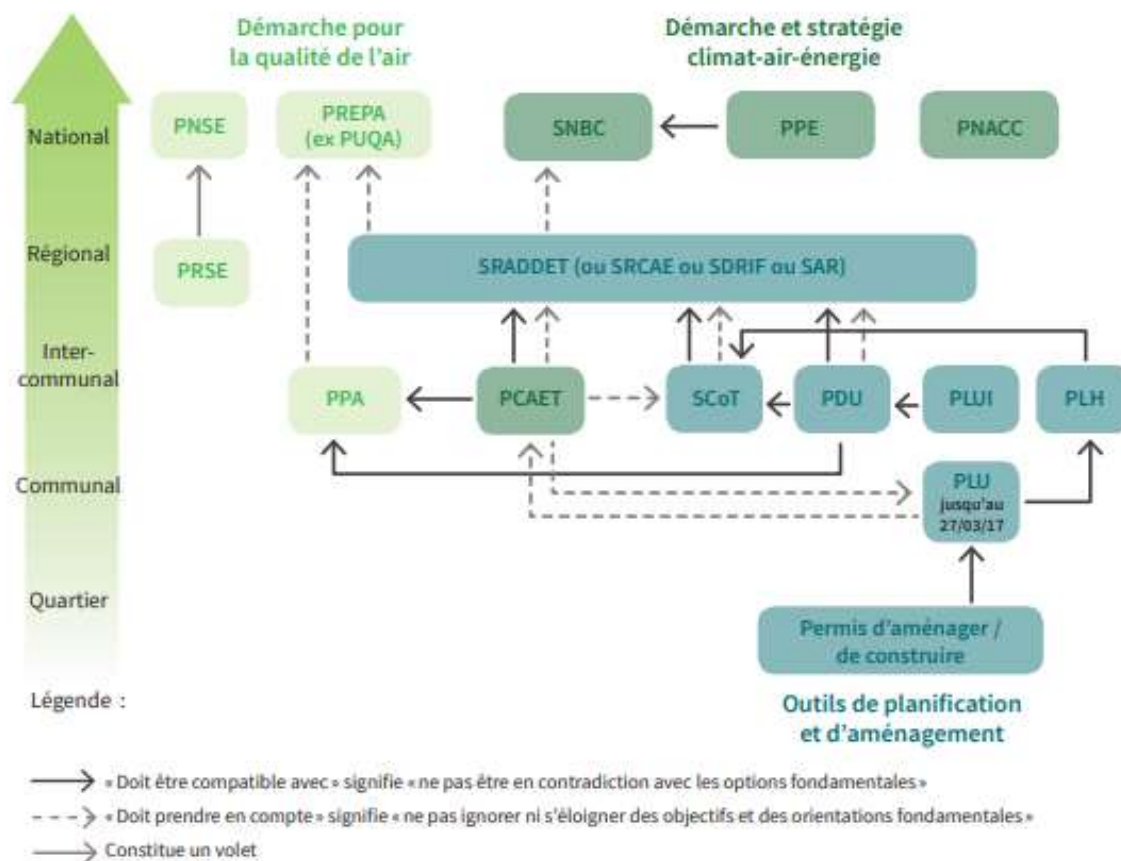 Démarche pour
la qualité de l'air
Démarche et stratégie
climat-air-énergie
National
PNSE
PREPA
(ex PUQA)
SNBC
PPE
PNACC
Régional
PRSE
SRADDET (ou SRCAE ou SDRIF ou SAR)
Inter-
communal
PPA
PCAET
SCoT
PDU
PLUI
PLH
Communal
PLU
jusqu'au
27/03/17
Quartier
Permis d'aménager /
de construire
Légende :
Outils de planification
et d'aménagement
« Doit être compatible avec » signifie « ne pas être en contradiction avec les options fondamentales »
« Doit prendre en compte » signifie « ne pas ignorer ni s'éloigner des objectifs et des orientations fondamentales »
Constitue un volet